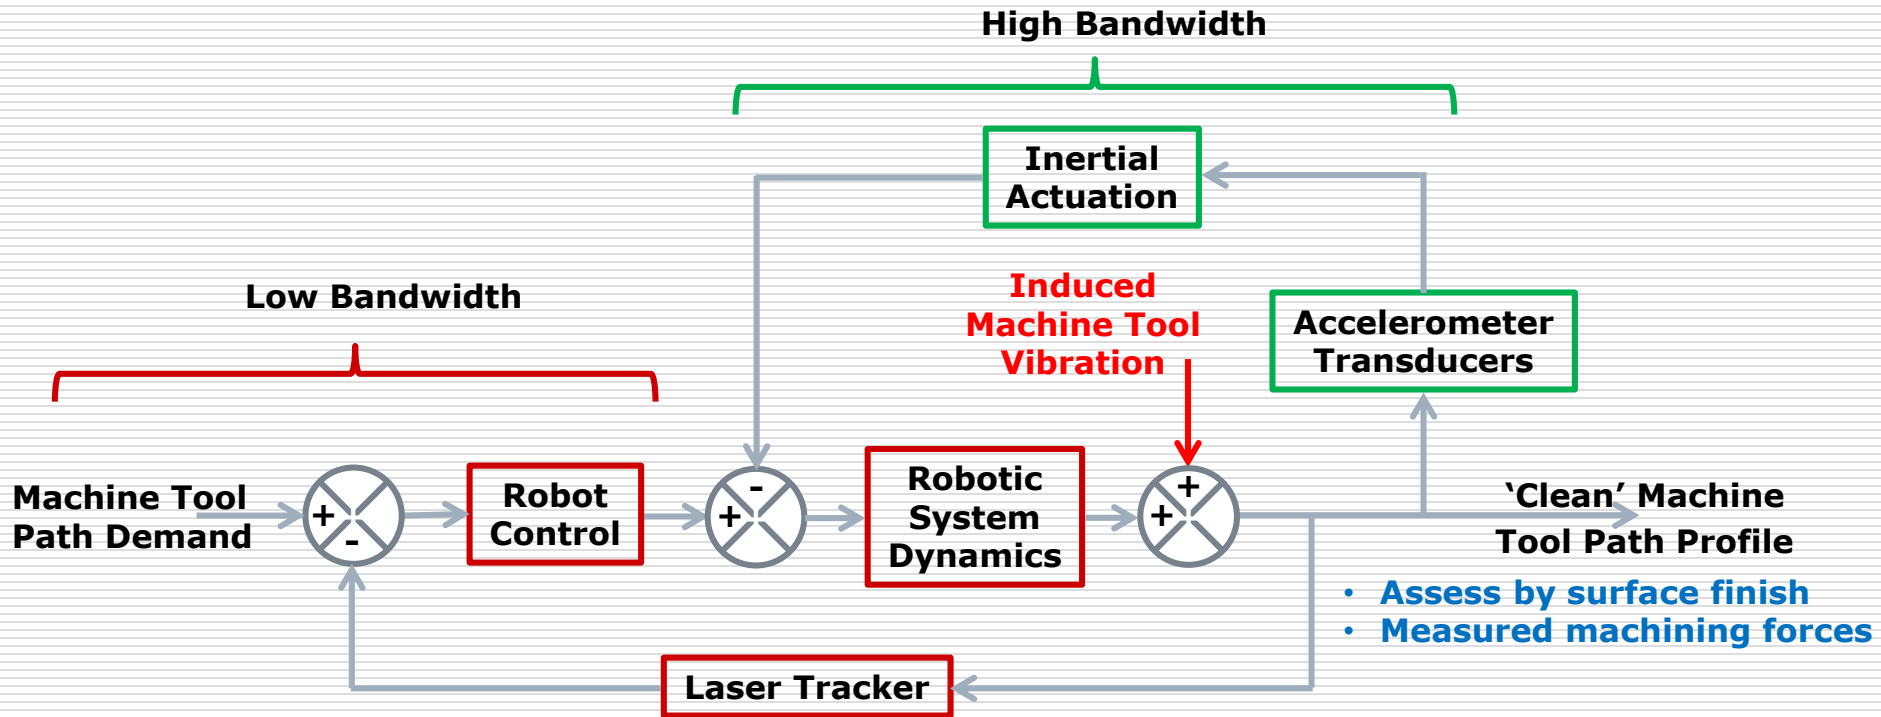 High Bandwidth
Inertial
Actuation
Induced
Machine Tool
Vibration
Accelerometer
Transducers
Low Bandwidth
Machine Tool
Path Demand
+
-
Robot
Control
-
+
Robotic
System
Dynamics
+
+
‘Clean’ Machine
Tool Path Profile
• Assess by surface finish
• Measured machining forces
Laser Tracker